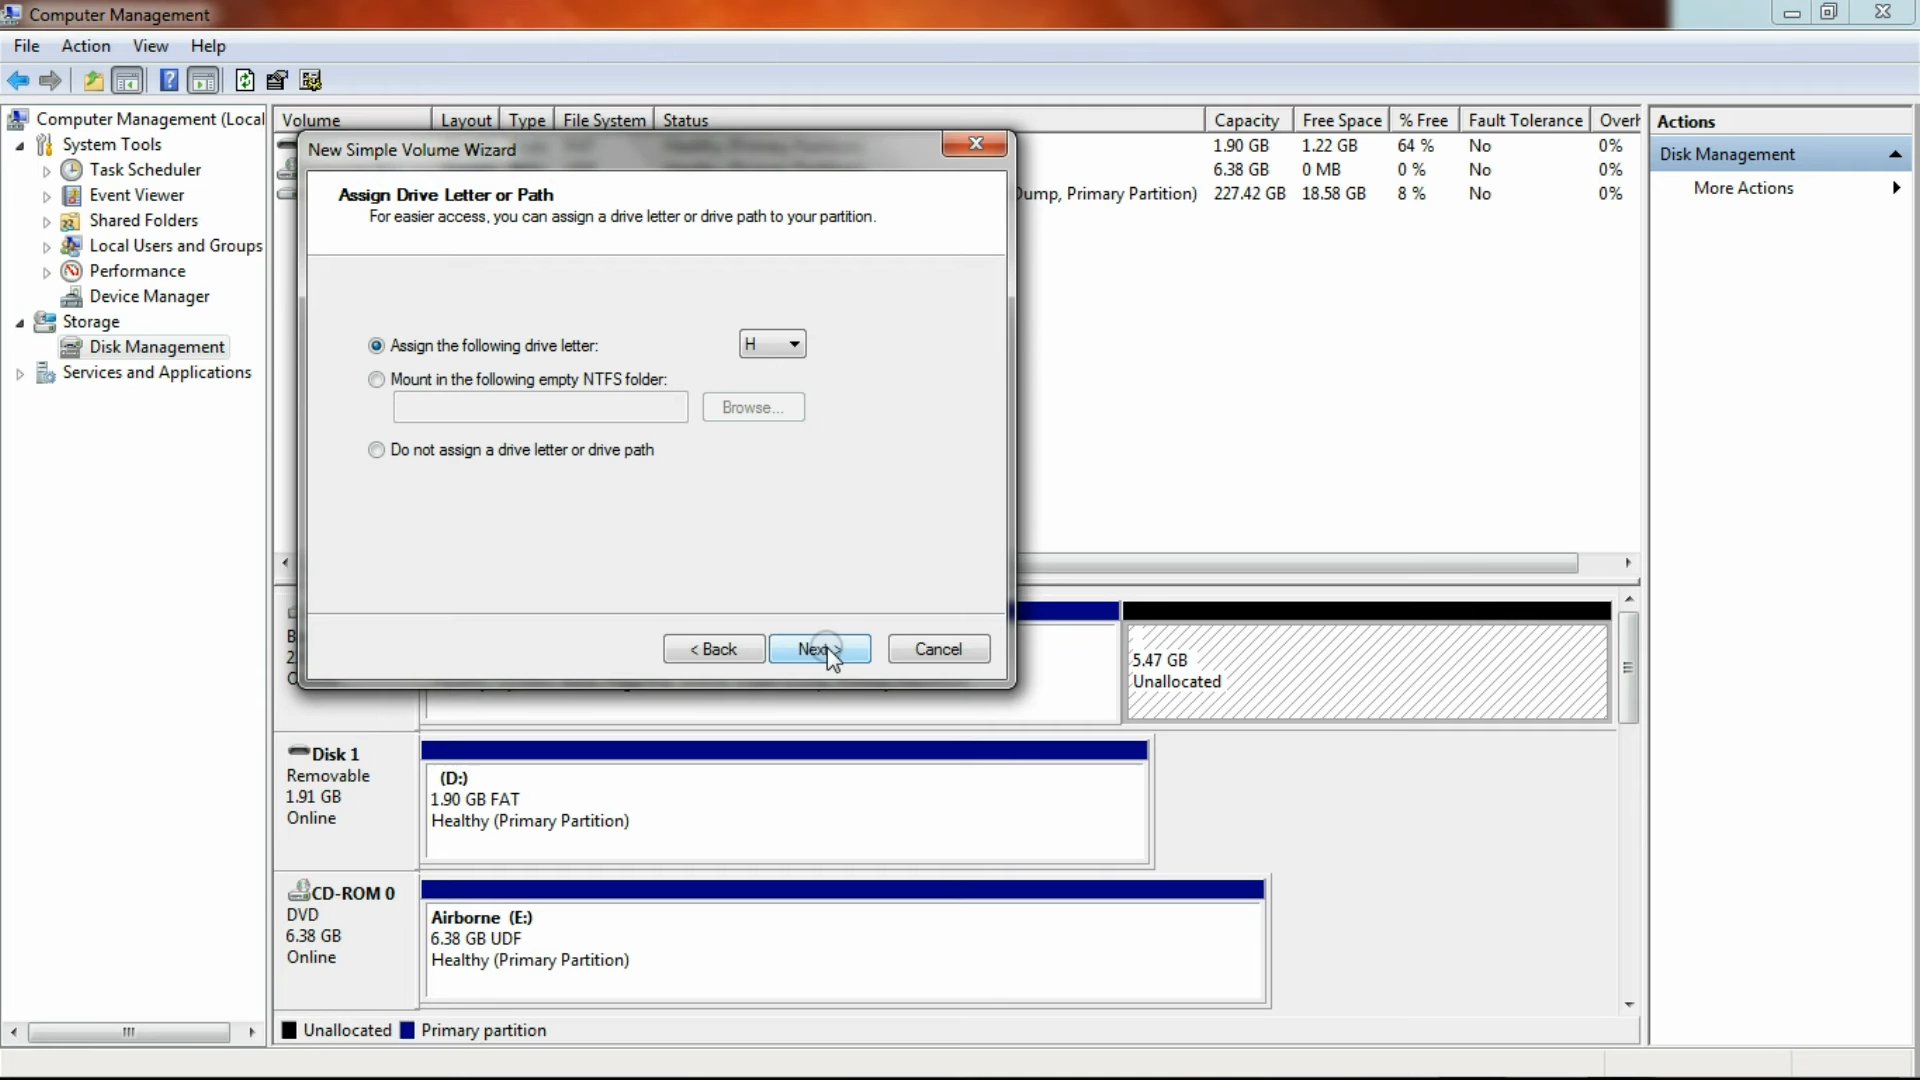 Computer Management
File Action View Help
Computer Management (Local
System Tools
Task Scheduler
Event Viewer
Shared Folders
Local Users and Groups
Performance
Device Manager
Storage
Disk Management
Services and Applications
Volume Layout Type File System Status Capacity Free Space % Free Fault Tolerance Overh
1.90 GB 1.22 GB 64 % No 0%
6.38 GB 0 MB 0 % No 0%
Dump, Primary Partition) 227.42 GB 18.58 GB 8 % No 0%
New Simple Volume Wizard
Assign Drive Letter or Path
For easier access, you can assign a drive letter or drive path to your partition.
Assign the following drive letter: H
Mount in the following empty NTFS folder:
Browse...
Do not assign a drive letter or drive path
< Back Next > Cancel
5.47 GB
Unallocated
Disk 1
Removable
1.91 GB
Online
(D:)
1.90 GB FAT
Healthy (Primary Partition)
CD-ROM 0
DVD
6.38 GB
Online
Airborne (E:)
6.38 GB UDF
Healthy (Primary Partition)
Unallocated Primary partition
Actions
Disk Management
More Actions